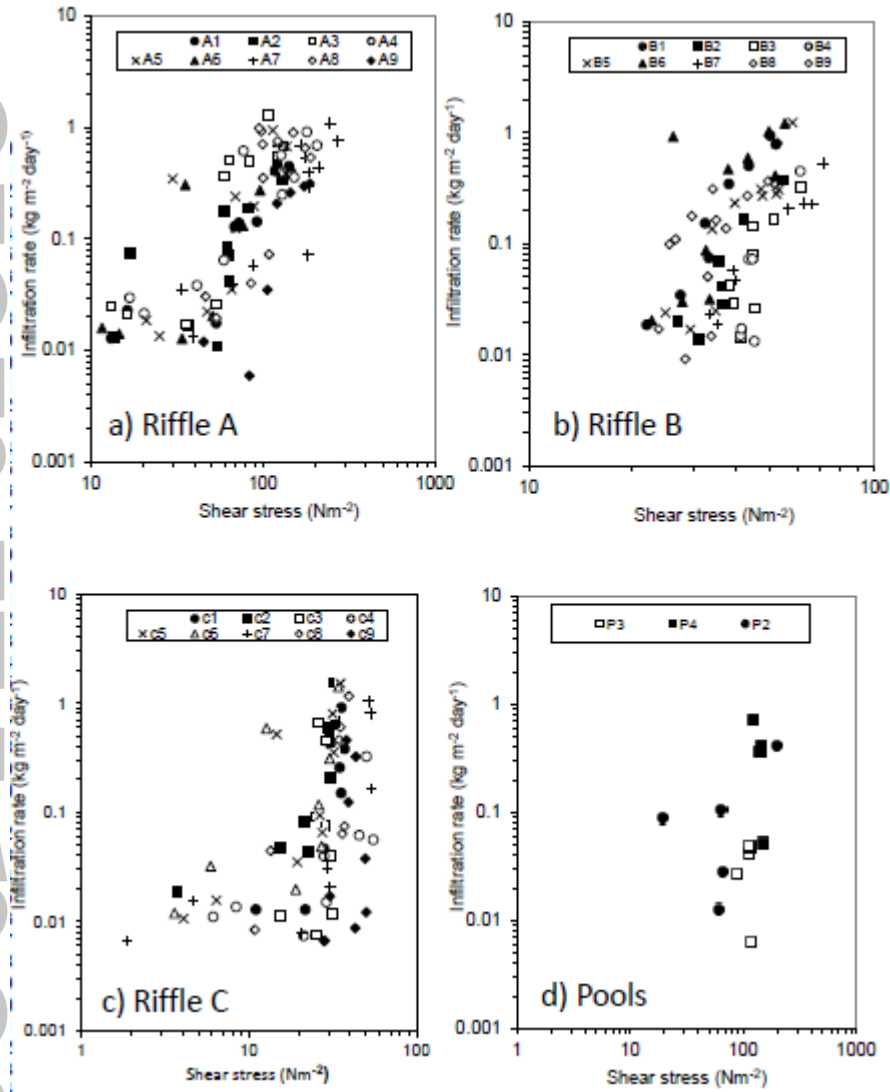 10
A1 A2 A3 A4
A5 A6 A7 A8 A9
1
0.1
0.01
0.001
Infiltration rate (kg m-2 day-1)
a) Riffle A
10 100 1000
Shear stress (Nm-2)
10
B1 B2 B3 B4
B5 B6 B7 B8 B9
1
0.1
0.01
0.001
Infiltration rate (kg m-2 day-1)
b) Riffle B
10 100
Shear stress (Nm-2)
10
c1 c2 c3 c4
c5 c6 c7 c8 c9
1
0.1
0.01
0.001
Infiltration rate (kg m-2 day-1)
c) Riffle C
1 10 100
Shear stress (Nm-2)
10
P3 P4 P2
1
0.1
0.01
0.001
Infiltration rate (kg m-2 day-1)
d) Pools
1 10 100 1000
Shear stress (Nm-2)